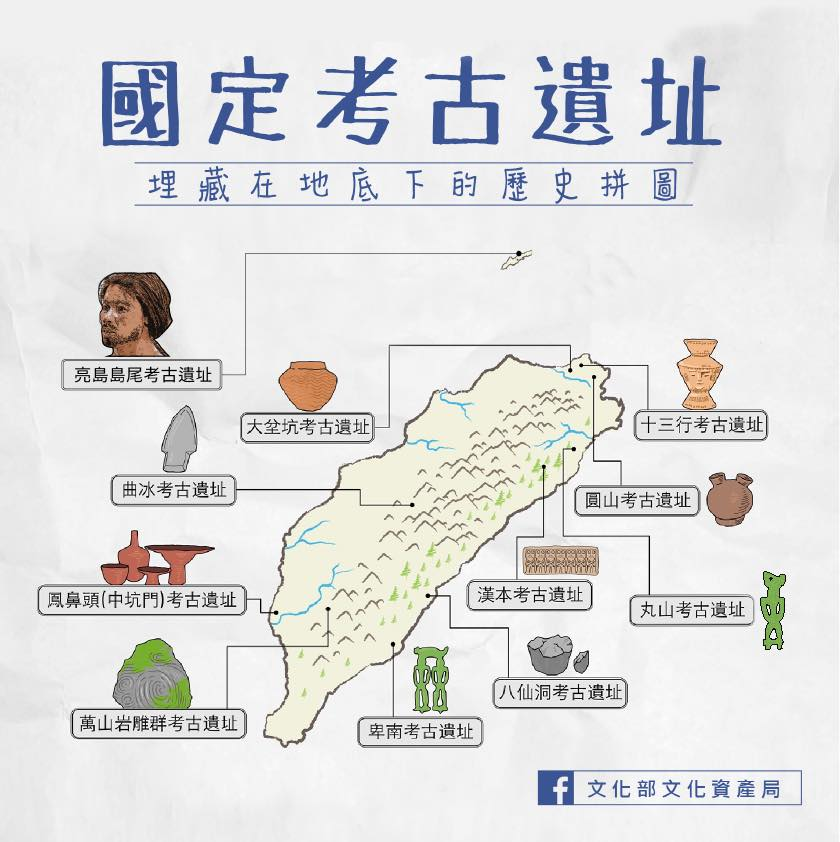 國定考古遺址
埋藏在地底下的歷史拼圖
亮島島尾考古遺址
大坌坑考古遺址
十三行考古遺址
曲冰考古遺址
圓山考古遺址
鳳鼻頭(中坑門)考古遺址
漢本考古遺址
丸山考古遺址
八仙洞考古遺址
萬山岩雕群考古遺址
卑南考古遺址
f 文化部文化資產局